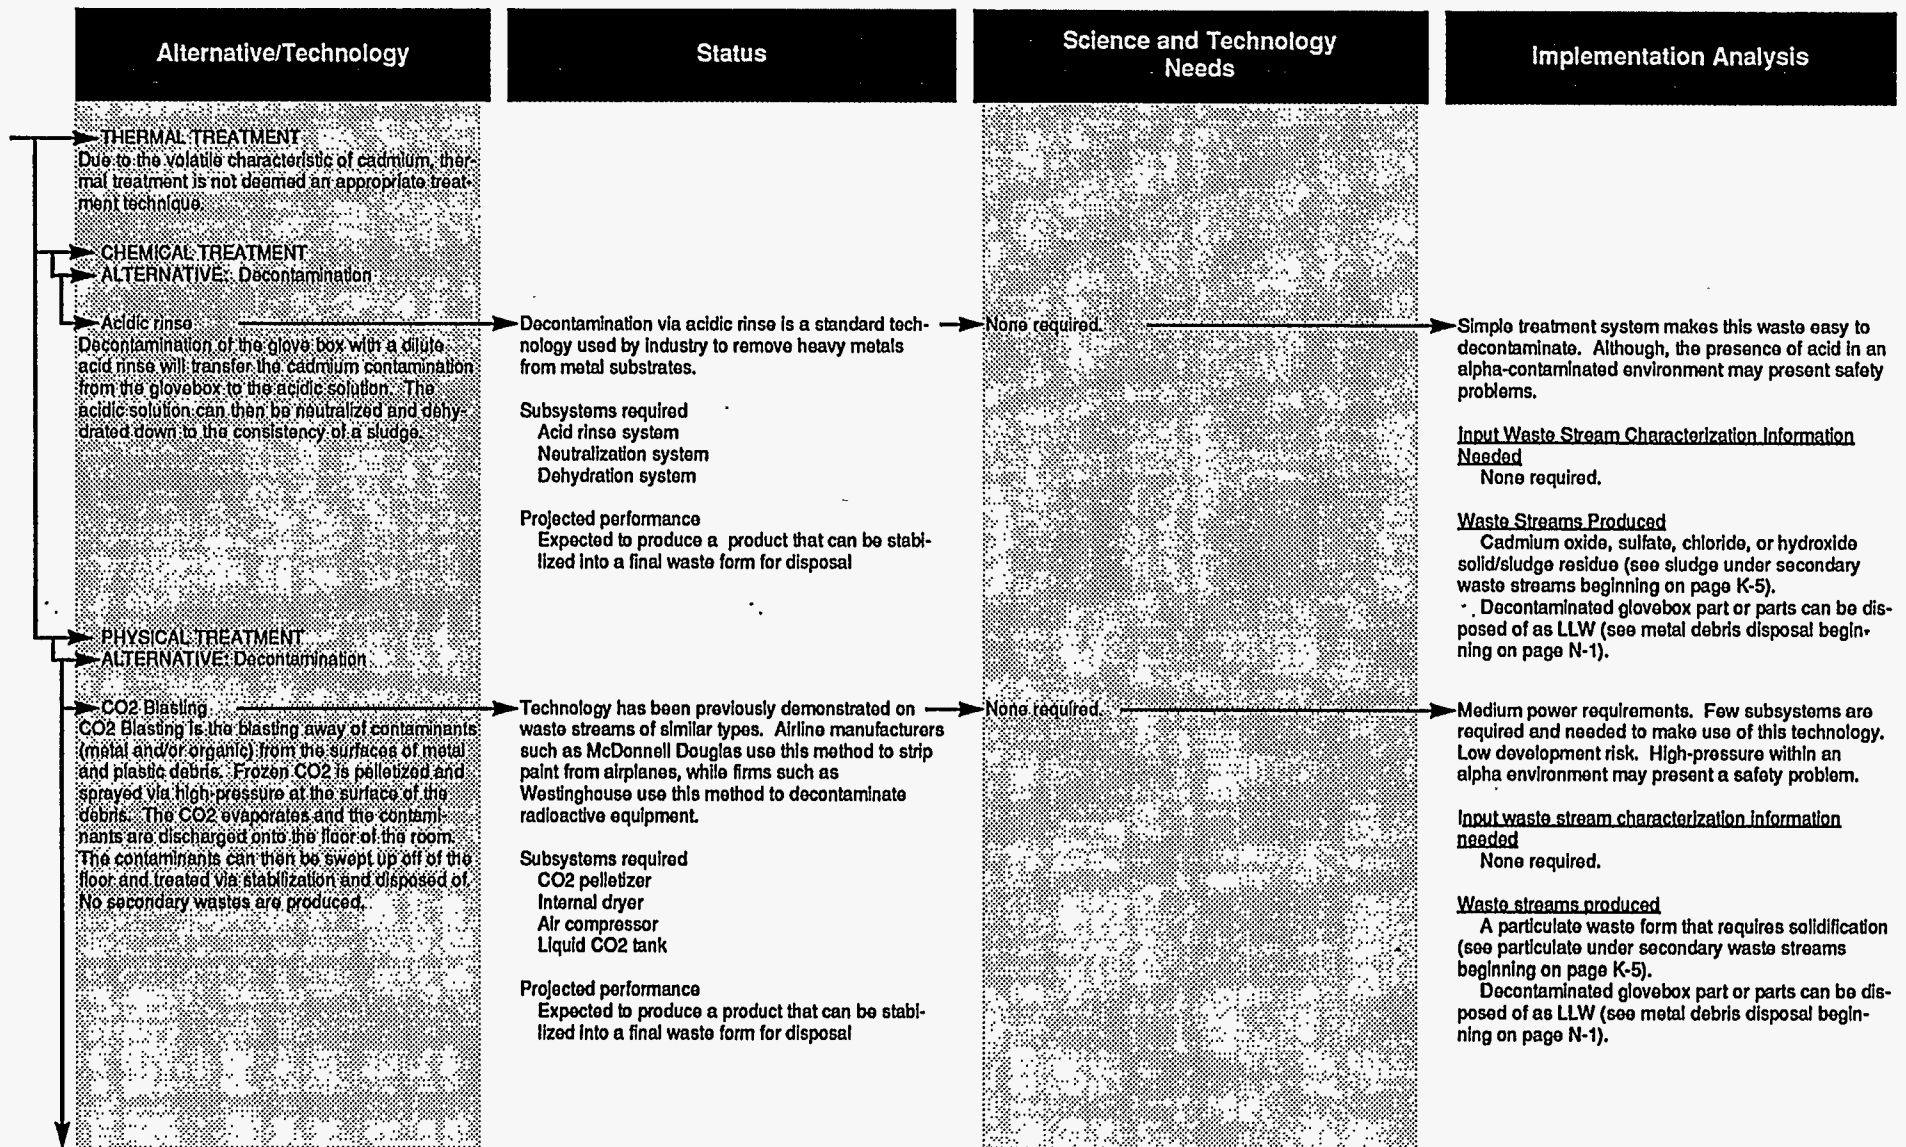 Alternative/Technology
Status
Science and Technology
Needs
Implementation Analysis
THERMAL TREATMENT
Due to the volatile characteristic of cadmium, ther-
mal treatment is not deemed an appropriate treat-
ment technique.
CHEMICAL TREATMENT
ALTERNATIVE: Decontamination
Acidic rinse
Decontamination of the glove box with a dilute
acid rinse will transfer the cadmium contamination
from the glovebox to the acidic solution. The
acidic solution can then be neutralized and dehy-
drated down to the consistency of a sludge.
Decontamination via acidic rinse is a standard tech-
nology used by industry to remove heavy metals
from metal substrates.
Subsystems required
Acid rinse system
Neutralization system
Dehydration system
Projected performance
Expected to produce a product that can be stabi-
lized into a final waste form for disposal
None required.
Simple treatment system makes this waste easy to
decontaminate. Although, the presence of acid in an
alpha-contaminated environment may present safety
problems.
Input Waste Stream Characterization Information
Needed
None required.
Waste Streams Produced
Cadmium oxide, sulfate, chloride, or hydroxide
solid/sludge residue (see sludge under secondary
waste streams beginning on page K-5).
Decontaminated glovebox part or parts can be dis-
posed of as LLW (see metal debris disposal begin-
ning on page N-1).
PHYSICAL TREATMENT
ALTERNATIVE: Decontamination
CO2 Blasting
CO2 Blasting is the blasting away of contaminants
(metal and/or organic) from the surfaces of metal
and plastic debris. Frozen CO2 is pelletized and
sprayed via high-pressure at the surface of the
debris. The CO2 evaporates and the contami-
nants are discharged onto the floor of the room.
The contaminants can then be swept up off of the
floor and treated via stabilization and disposed of.
No secondary wastes are produced.
Technology has been previously demonstrated on
waste streams of similar types. Airline manufacturers
such as McDonnell Douglas use this method to strip
paint from airplanes, while firms such as
Westinghouse use this method to decontaminate
radioactive equipment.
Subsystems required
CO2 pelletizer
Internal dryer
Air compressor
Liquid CO2 tank
Projected performance
Expected to produce a product that can be stabi-
lized into a final waste form for disposal
None required.
Medium power requirements. Few subsystems are
required and needed to make use of this technology.
Low development risk. High-pressure within an
alpha environment may present a safety problem.
Input waste stream characterization information
needed
None required.
Waste streams produced
A particulate waste form that requires solidification
(see particulate under secondary waste streams
beginning on page K-5).
Decontaminated glovebox part or parts can be dis-
posed of as LLW (see metal debris disposal begin-
ning on page N-1).